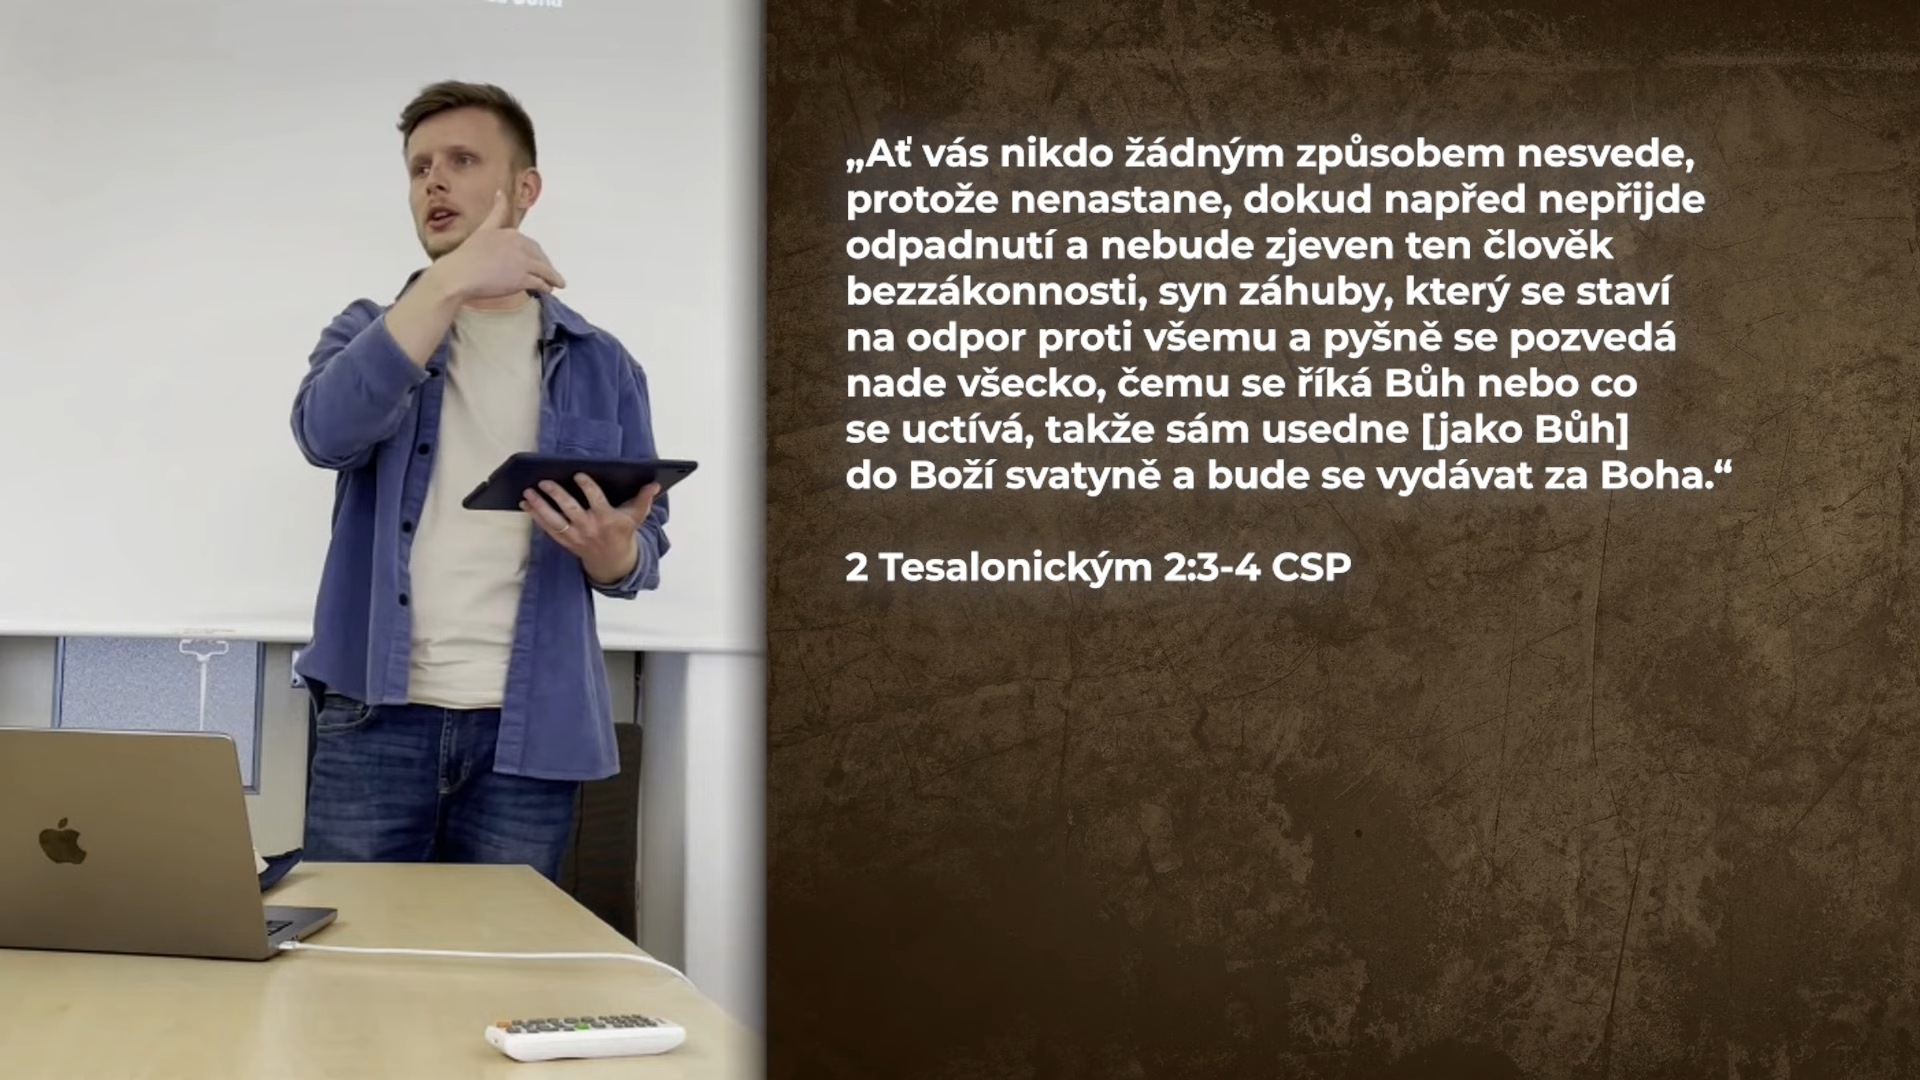 „Ať vás nikdo žádným způsobem nesvede,
protože nenastane, dokud napřed nepřijde
odpadnutí a nebude zjeven ten člověk
bezzákonnosti, syn záhuby, který se staví
na odpor proti všemu a pyšně se pozvedá
nade všecko, čemu se říká Bůh nebo co
se uctívá, takže sám usedne [jako Bůh]
do Boží svatyně a bude se vydávat za Boha.“
2 Tesalonickým 2:3-4 CSP